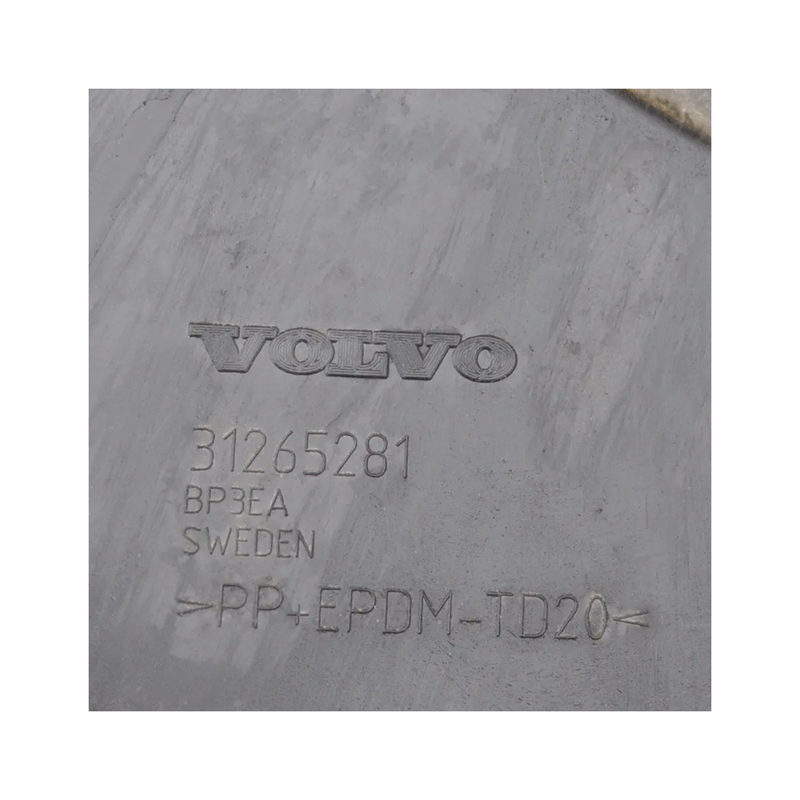 VOLVO
31265281
BP3EA
SWEDEN
>PP+EPDM-TD20<